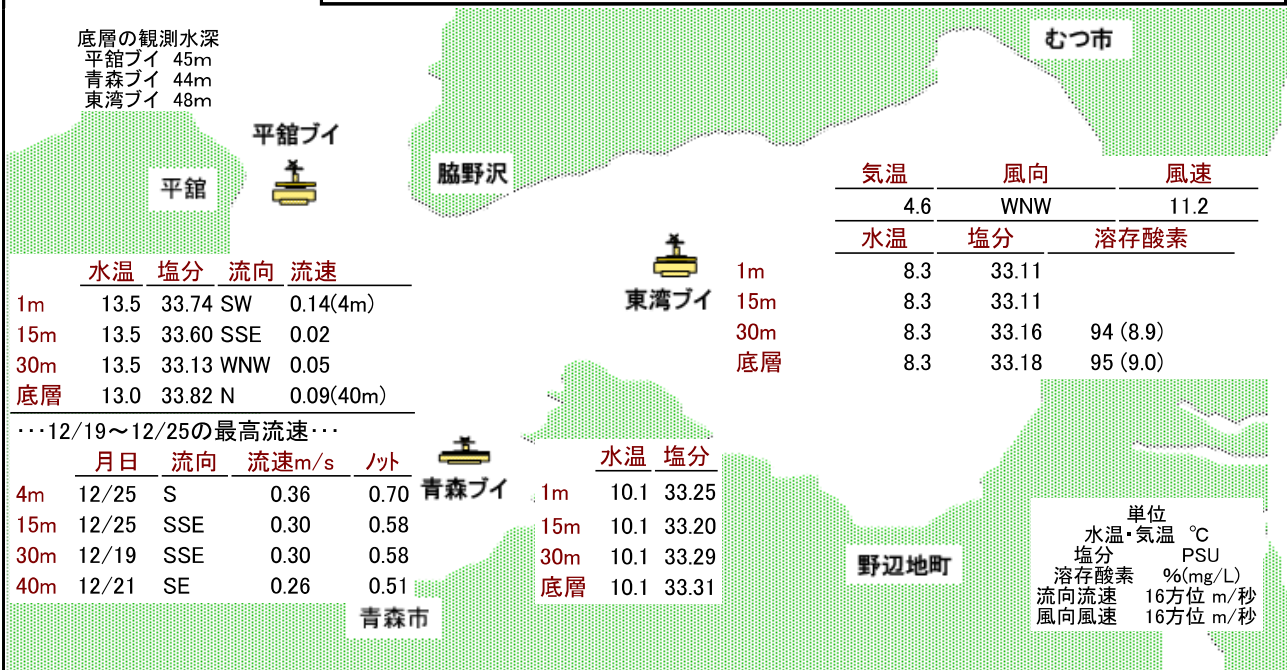 底層の観測水深
平舘ブイ 45m
青森ブイ 44m
東湾ブイ 48m
むつ市
平舘ブイ
平舘
脇野沢
気温 風向 風速
4.6 WNW 11.2
水温 塩分 溶存酸素
1m 8.3 33.11
15m 8.3 33.11
30m 8.3 33.16 94 (8.9)
底層 8.3 33.18 95 (9.0)
東湾ブイ
水温 塩分 流向 流速
1m 13.5 33.74 SW 0.14(4m)
15m 13.5 33.60 SSE 0.02
30m 13.5 33.13 WNW 0.05
底層 13.0 33.82 N 0.09(40m)
･･･12/19～12/25の最高流速･･･
月日 流向 流速m/s ノット
4m 12/25 S 0.36 0.70
15m 12/25 SSE 0.30 0.58
30m 12/19 SSE 0.30 0.58
40m 12/21 SE 0.26 0.51
青森ブイ
水温 塩分
1m 10.1 33.25
15m 10.1 33.20
30m 10.1 33.29
底層 10.1 33.31
青森市
野辺地町
単位
水温・気温 ℃
塩分 PSU
溶存酸素 %(mg/L)
流向流速 16方位 m/秒
風向風速 16方位 m/秒